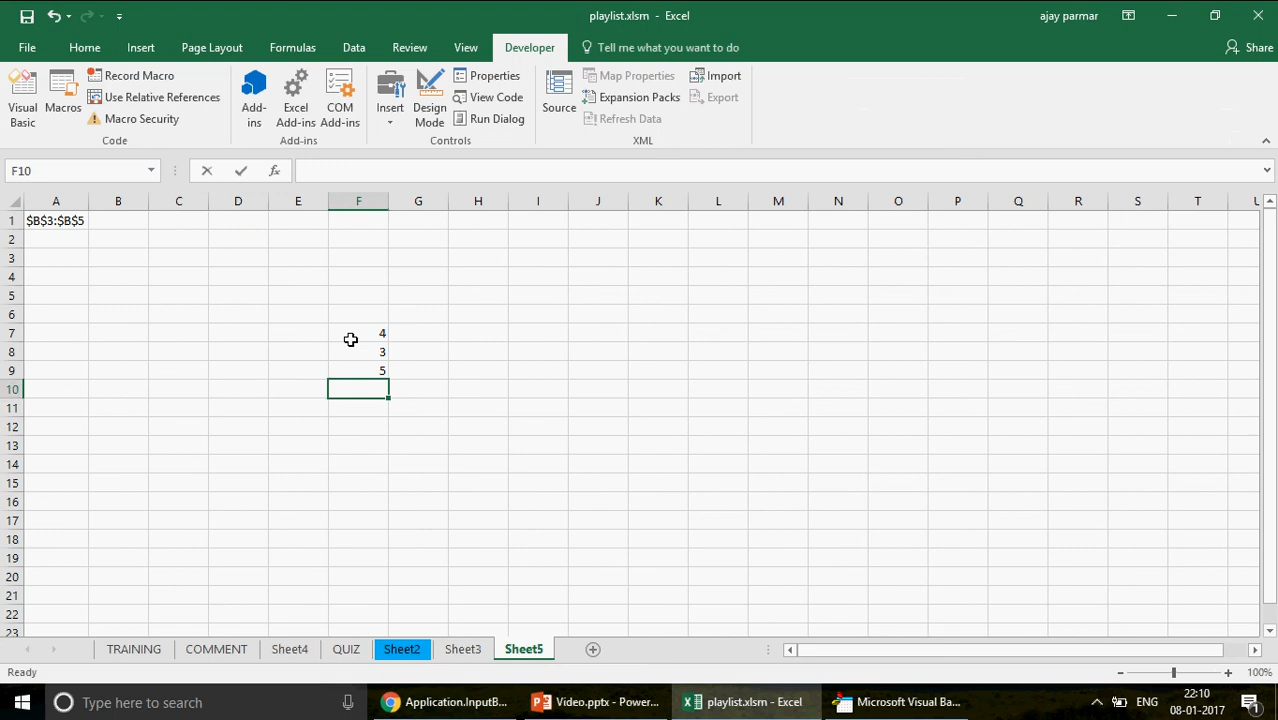 playlist.xlsm - Excel
ajay parmar
File Home Insert Page Layout Formulas Data Review View Developer Tell me what you want to do Share
Visual Basic
Macros
Record Macro
Use Relative References
Macro Security
Code
Add-ins
Excel Add-ins
COM Add-ins
Add-ins
Insert
Design Mode
Properties
View Code
Run Dialog
Controls
Source
Map Properties
Expansion Packs
Refresh Data
Import
Export
XML
F10
fx
A B C D E F G H I J K L M N O P Q R S T U
1 $B$3:$B$5
2
3
4
5
6
7 4
8 3
9 5
10
11
12
13
14
15
16
17
18
19
20
21
22
23
TRAINING COMMENT Sheet4 QUIZ Sheet2 Sheet3 Sheet5
Ready
100%
Type here to search
Application.InputB...
Video.pptx - Power...
playlist.xlsm - Excel
Microsoft Visual Ba...
ENG
22:10
08-01-2017
1